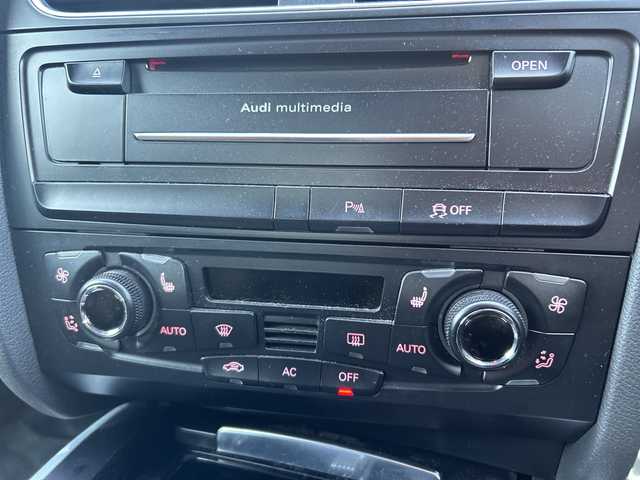 OPEN
Audi multimedia
P
OFF
AUTO
AUTO
AC
OFF